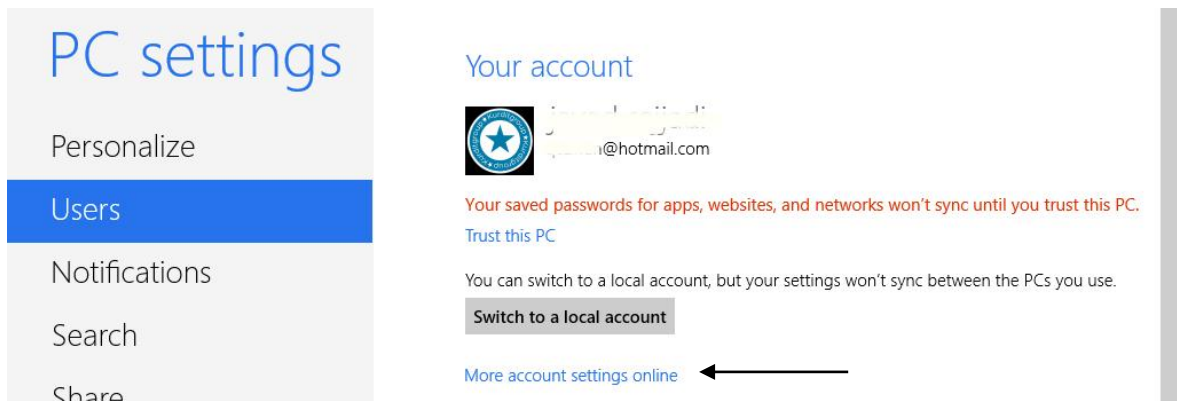 PC settings
Personalize
Users
Notifications
Search
Share
Your account
@hotmail.com
Your saved passwords for apps, websites, and networks won't sync until you trust this PC.
Trust this PC
You can switch to a local account, but your settings won't sync between the PCs you use.
Switch to a local account
More account settings online